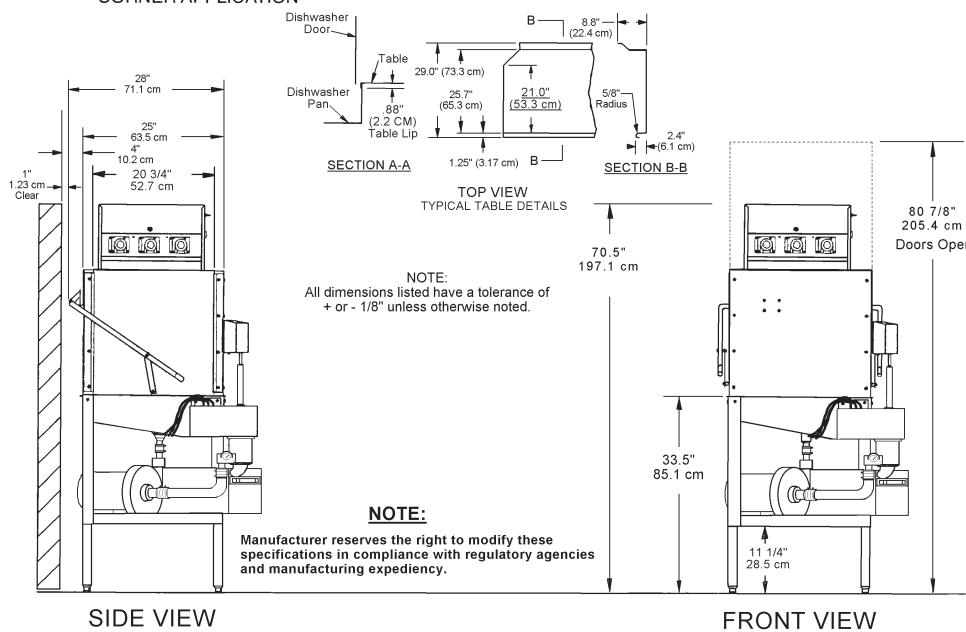 CORNER APPLICATION
Dishwasher
Door
Table
Dishwasher
Pan
.88"
(2.2 CM)
Table Lip
SECTION A-A
B
8.8"
(22.4 cm)
29.0" (73.3 cm)
25.7"
(65.3 cm)
21.0"
(53.3 cm)
5/8"
Radius
1.25" (3.17 cm)
B
2.4"
(6.1 cm)
SECTION B-B
TOP VIEW
TYPICAL TABLE DETAILS
28"
71.1 cm
25"
63.5 cm
4"
10.2 cm
20 3/4"
52.7 cm
1"
1.23 cm
Clear
NOTE:
All dimensions listed have a tolerance of
+ or - 1/8" unless otherwise noted.
70.5"
197.1 cm
80 7/8"
205.4 cm
Doors Open
33.5"
85.1 cm
11 1/4"
28.5 cm
NOTE:
Manufacturer reserves the right to modify these
specifications in compliance with regulatory agencies
and manufacturing expediency.
SIDE VIEW
FRONT VIEW